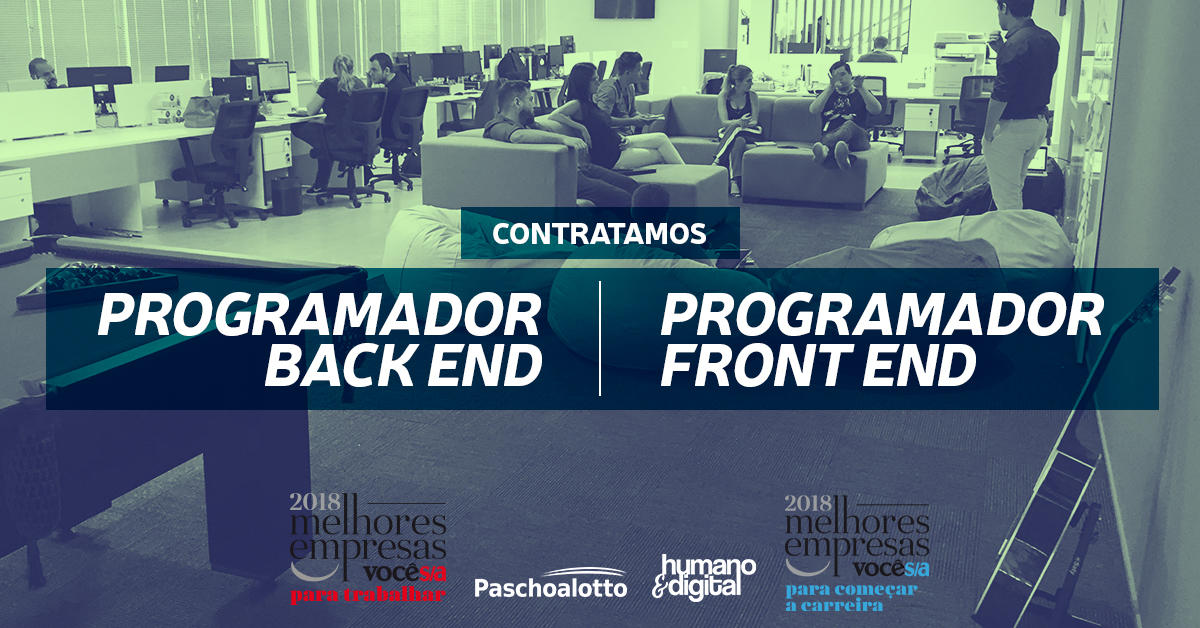 CONTRATAMOS
PROGRAMADOR
BACK END
PROGRAMADOR
FRONT END
2018
melhores
empresas
você s/a
para trabalhar
Paschoalotto
humano
&digital
2018
melhores
empresas
você s/a
para começar
a carreira